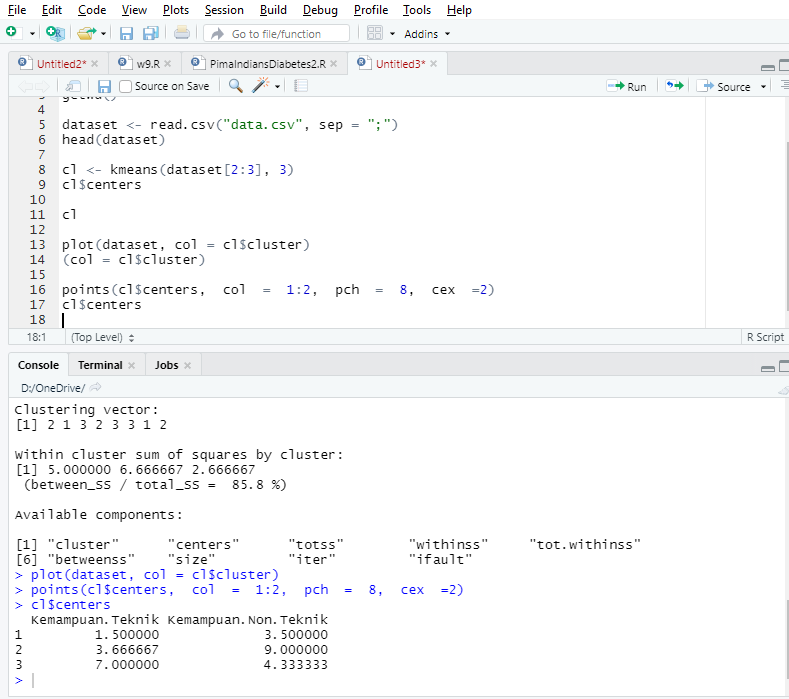 File Edit Code View Plots Session Build Debug Profile Tools Help
Go to file/function Addins
Untitled2* w9.R PimaIndiansDiabetes2.R Untitled3*
Source on Save Run Source
4
5 dataset <- read.csv("data.csv", sep = ";")
6 head(dataset)
7
8 cl <- kmeans(dataset[2:3], 3)
9 cl$centers
10
11 cl
12
13 plot(dataset, col = cl$cluster)
14 (col = cl$cluster)
15
16 points(cl$centers, col = 1:2, pch = 8, cex =2)
17 cl$centers
18
18:1 (Top Level) R Script
Console Terminal Jobs
D:/OneDrive/
Clustering vector:
[1] 2 1 3 2 3 3 1 2
Within cluster sum of squares by cluster:
[1] 5.000000 6.666667 2.666667
(between_SS / total_SS = 85.8 %)
Available components:
[1] "cluster" "centers" "totss" "withinss" "tot.withinss"
[6] "betweenss" "size" "iter" "ifault"
> plot(dataset, col = cl$cluster)
> points(cl$centers, col = 1:2, pch = 8, cex =2)
> cl$centers
Kemampuan.Teknik Kemampuan.Non.Teknik
1 1.500000 3.500000
2 3.666667 9.000000
3 7.000000 4.333333
>